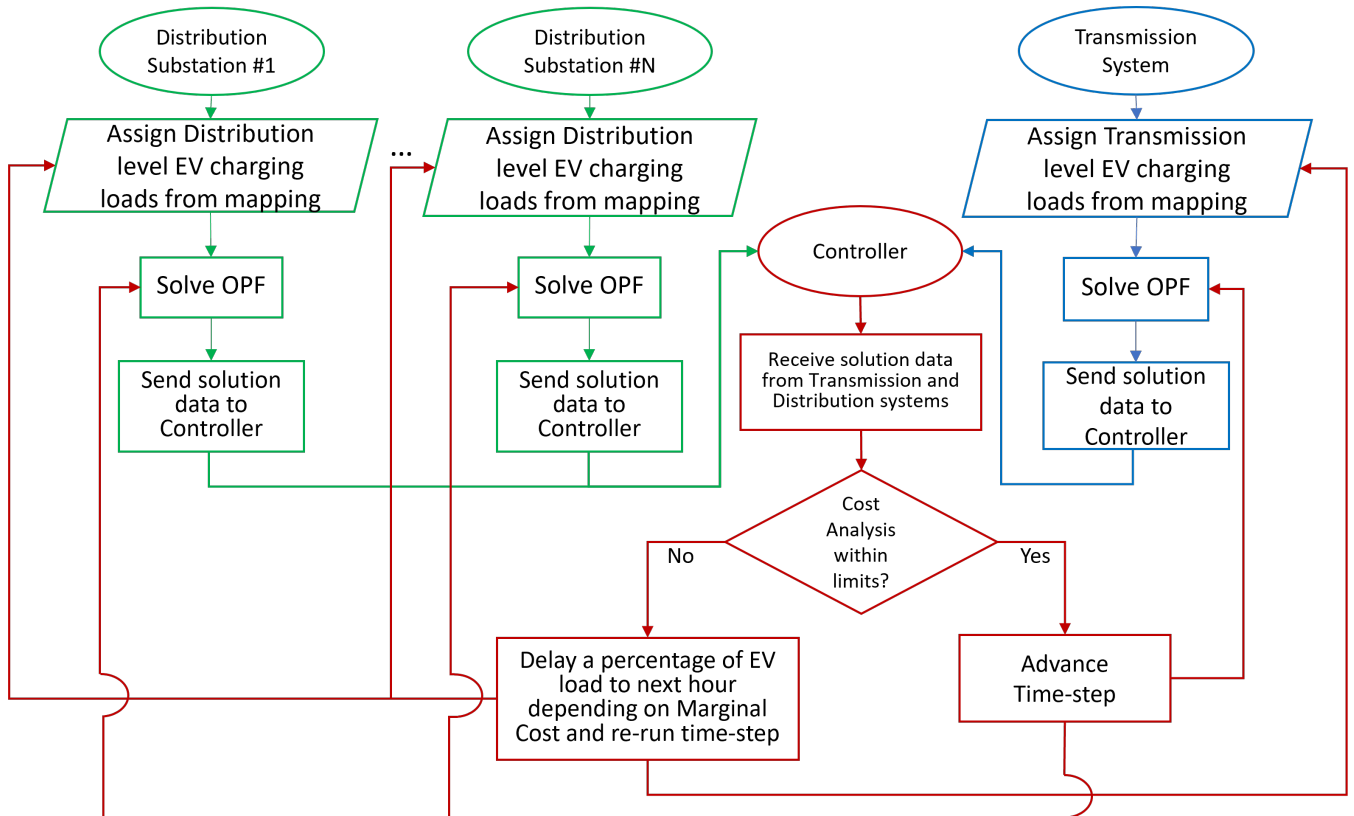 Distribution
Substation #1
Distribution
Substation #N
Transmission
System
Assign Distribution
level EV charging
loads from mapping
...
Assign Distribution
level EV charging
loads from mapping
Assign Transmission
level EV charging
loads from mapping
Controller
Solve OPF
Solve OPF
Solve OPF
Send solution
data to
Controller
Send solution
data to
Controller
Receive solution data
from Transmission and
Distribution systems
Send solution
data to
Controller
Cost
Analysis
within
limits?
No
Yes
Delay a percentage of EV
load to next hour
depending on Marginal
Cost and re-run time-step
Advance
Time-step